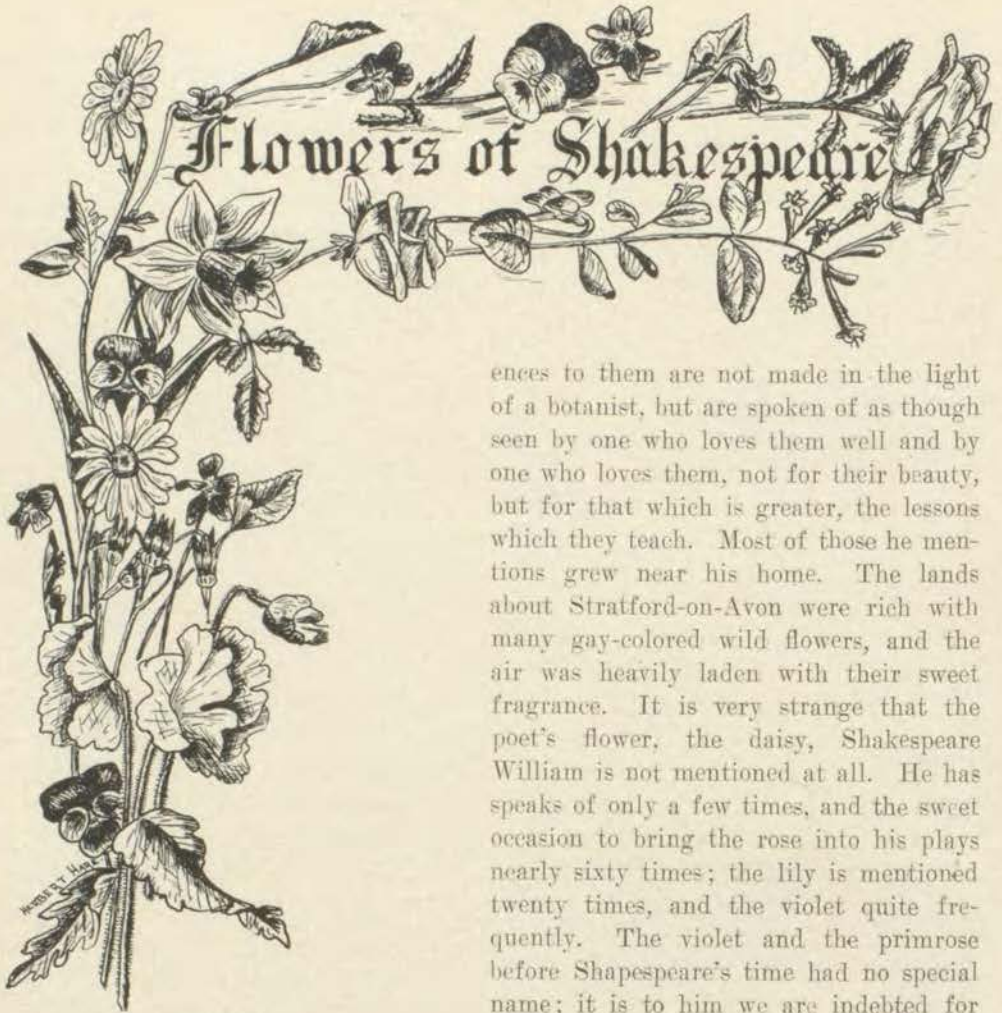 Flowers of Shakespeare
ences to them are not made in the light
of a botanist, but are spoken of as though
seen by one who loves them well and by
one who loves them, not for their beauty,
but for that which is greater, the lessons
which they teach. Most of those he men-
tions grew near his home. The lands
about Stratford-on-Avon were rich with
many gay-colored wild flowers, and the
air was heavily laden with their sweet
fragrance. It is very strange that the
poet's flower, the daisy, Shakespeare
William is not mentioned at all. He has
speaks of only a few times, and the sweet
occasion to bring the rose into his plays
nearly sixty times; the lily is mentioned
twenty times, and the violet quite fre-
quently. The violet and the primrose
before Shapespeare's time had no special
name; it is to him we are indebted for
HERBERT